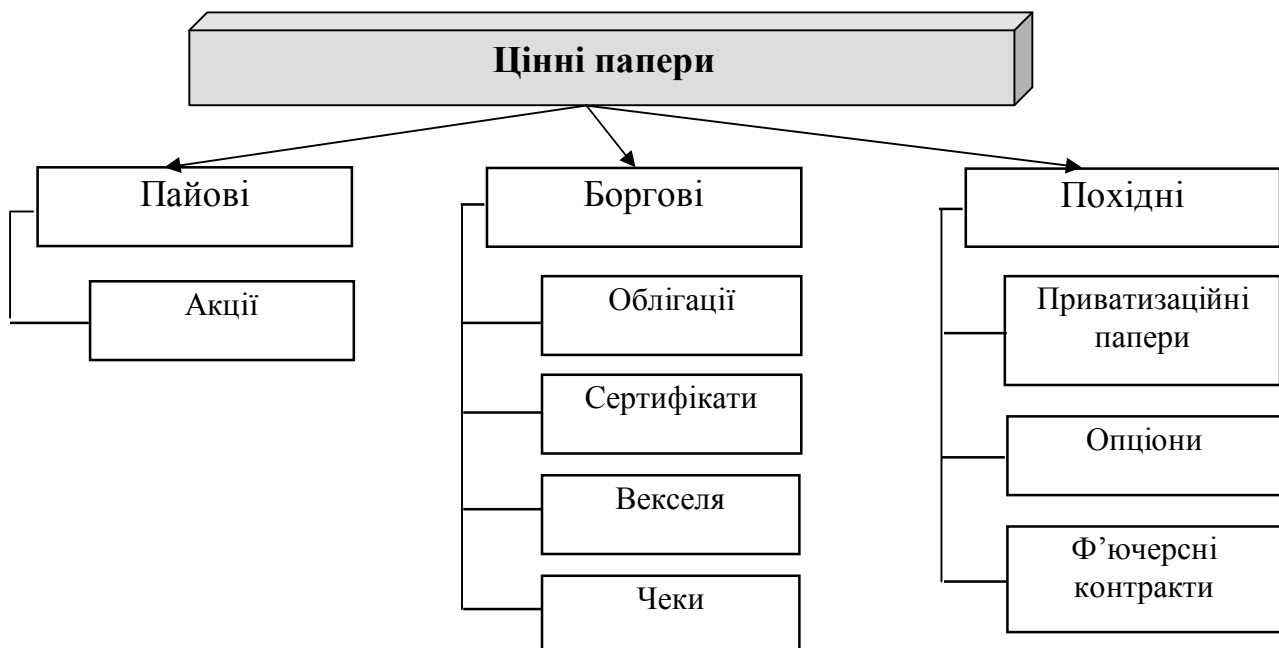 Цінні папери
Пайові
Акції
Боргові
Облігації
Сертифікати
Векселя
Чеки
Похідні
Приватизаційні
папери
Опціони
Ф’ючерсні
контракти